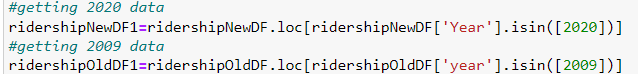 #getting 2020 data
ridershipNewDF1=ridershipNewDF.loc[ridershipNewDF['Year'].isin([2020])]
#getting 2009 data
ridershipOldDF1=ridershipOldDF.loc[ridershipOldDF['year'].isin([2009])]